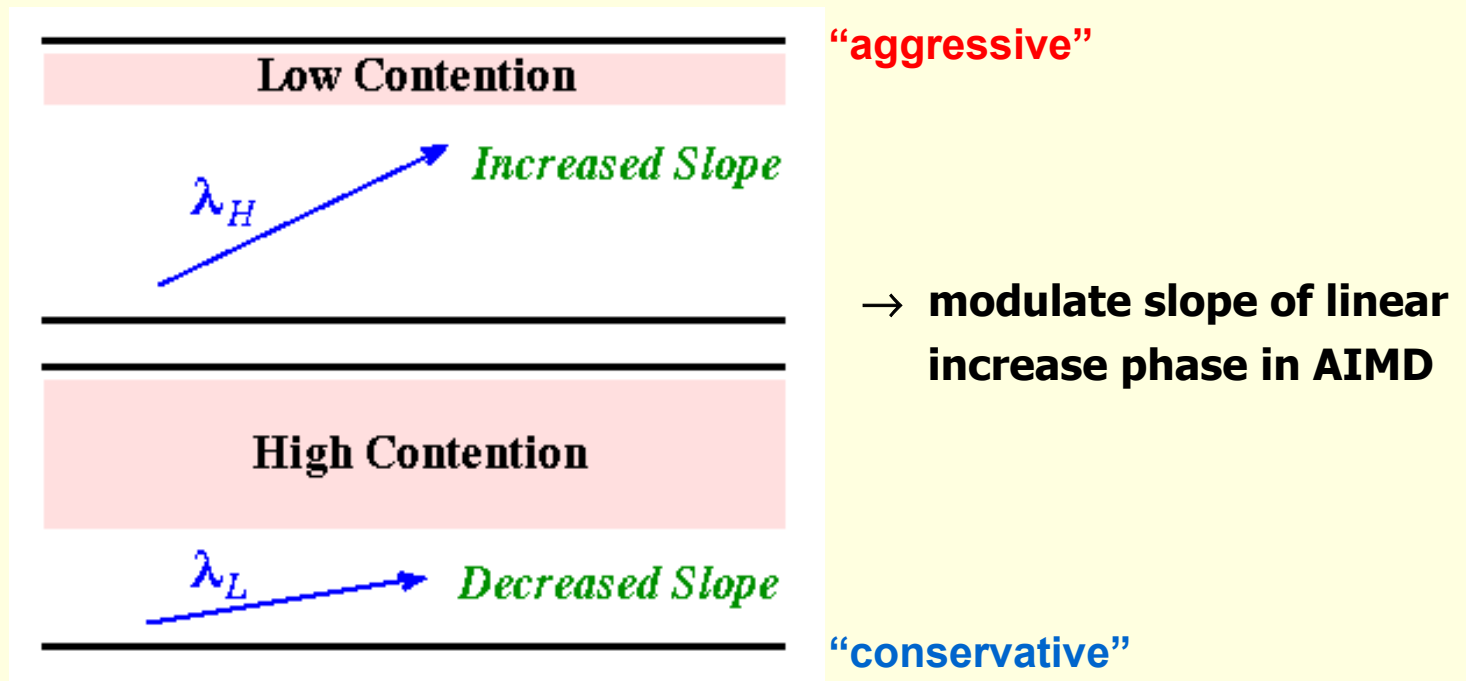 “aggressive”
Low Contention
Increased Slope
λH
→ modulate slope of linear
increase phase in AIMD
High Contention
λL
Decreased Slope
“conservative”